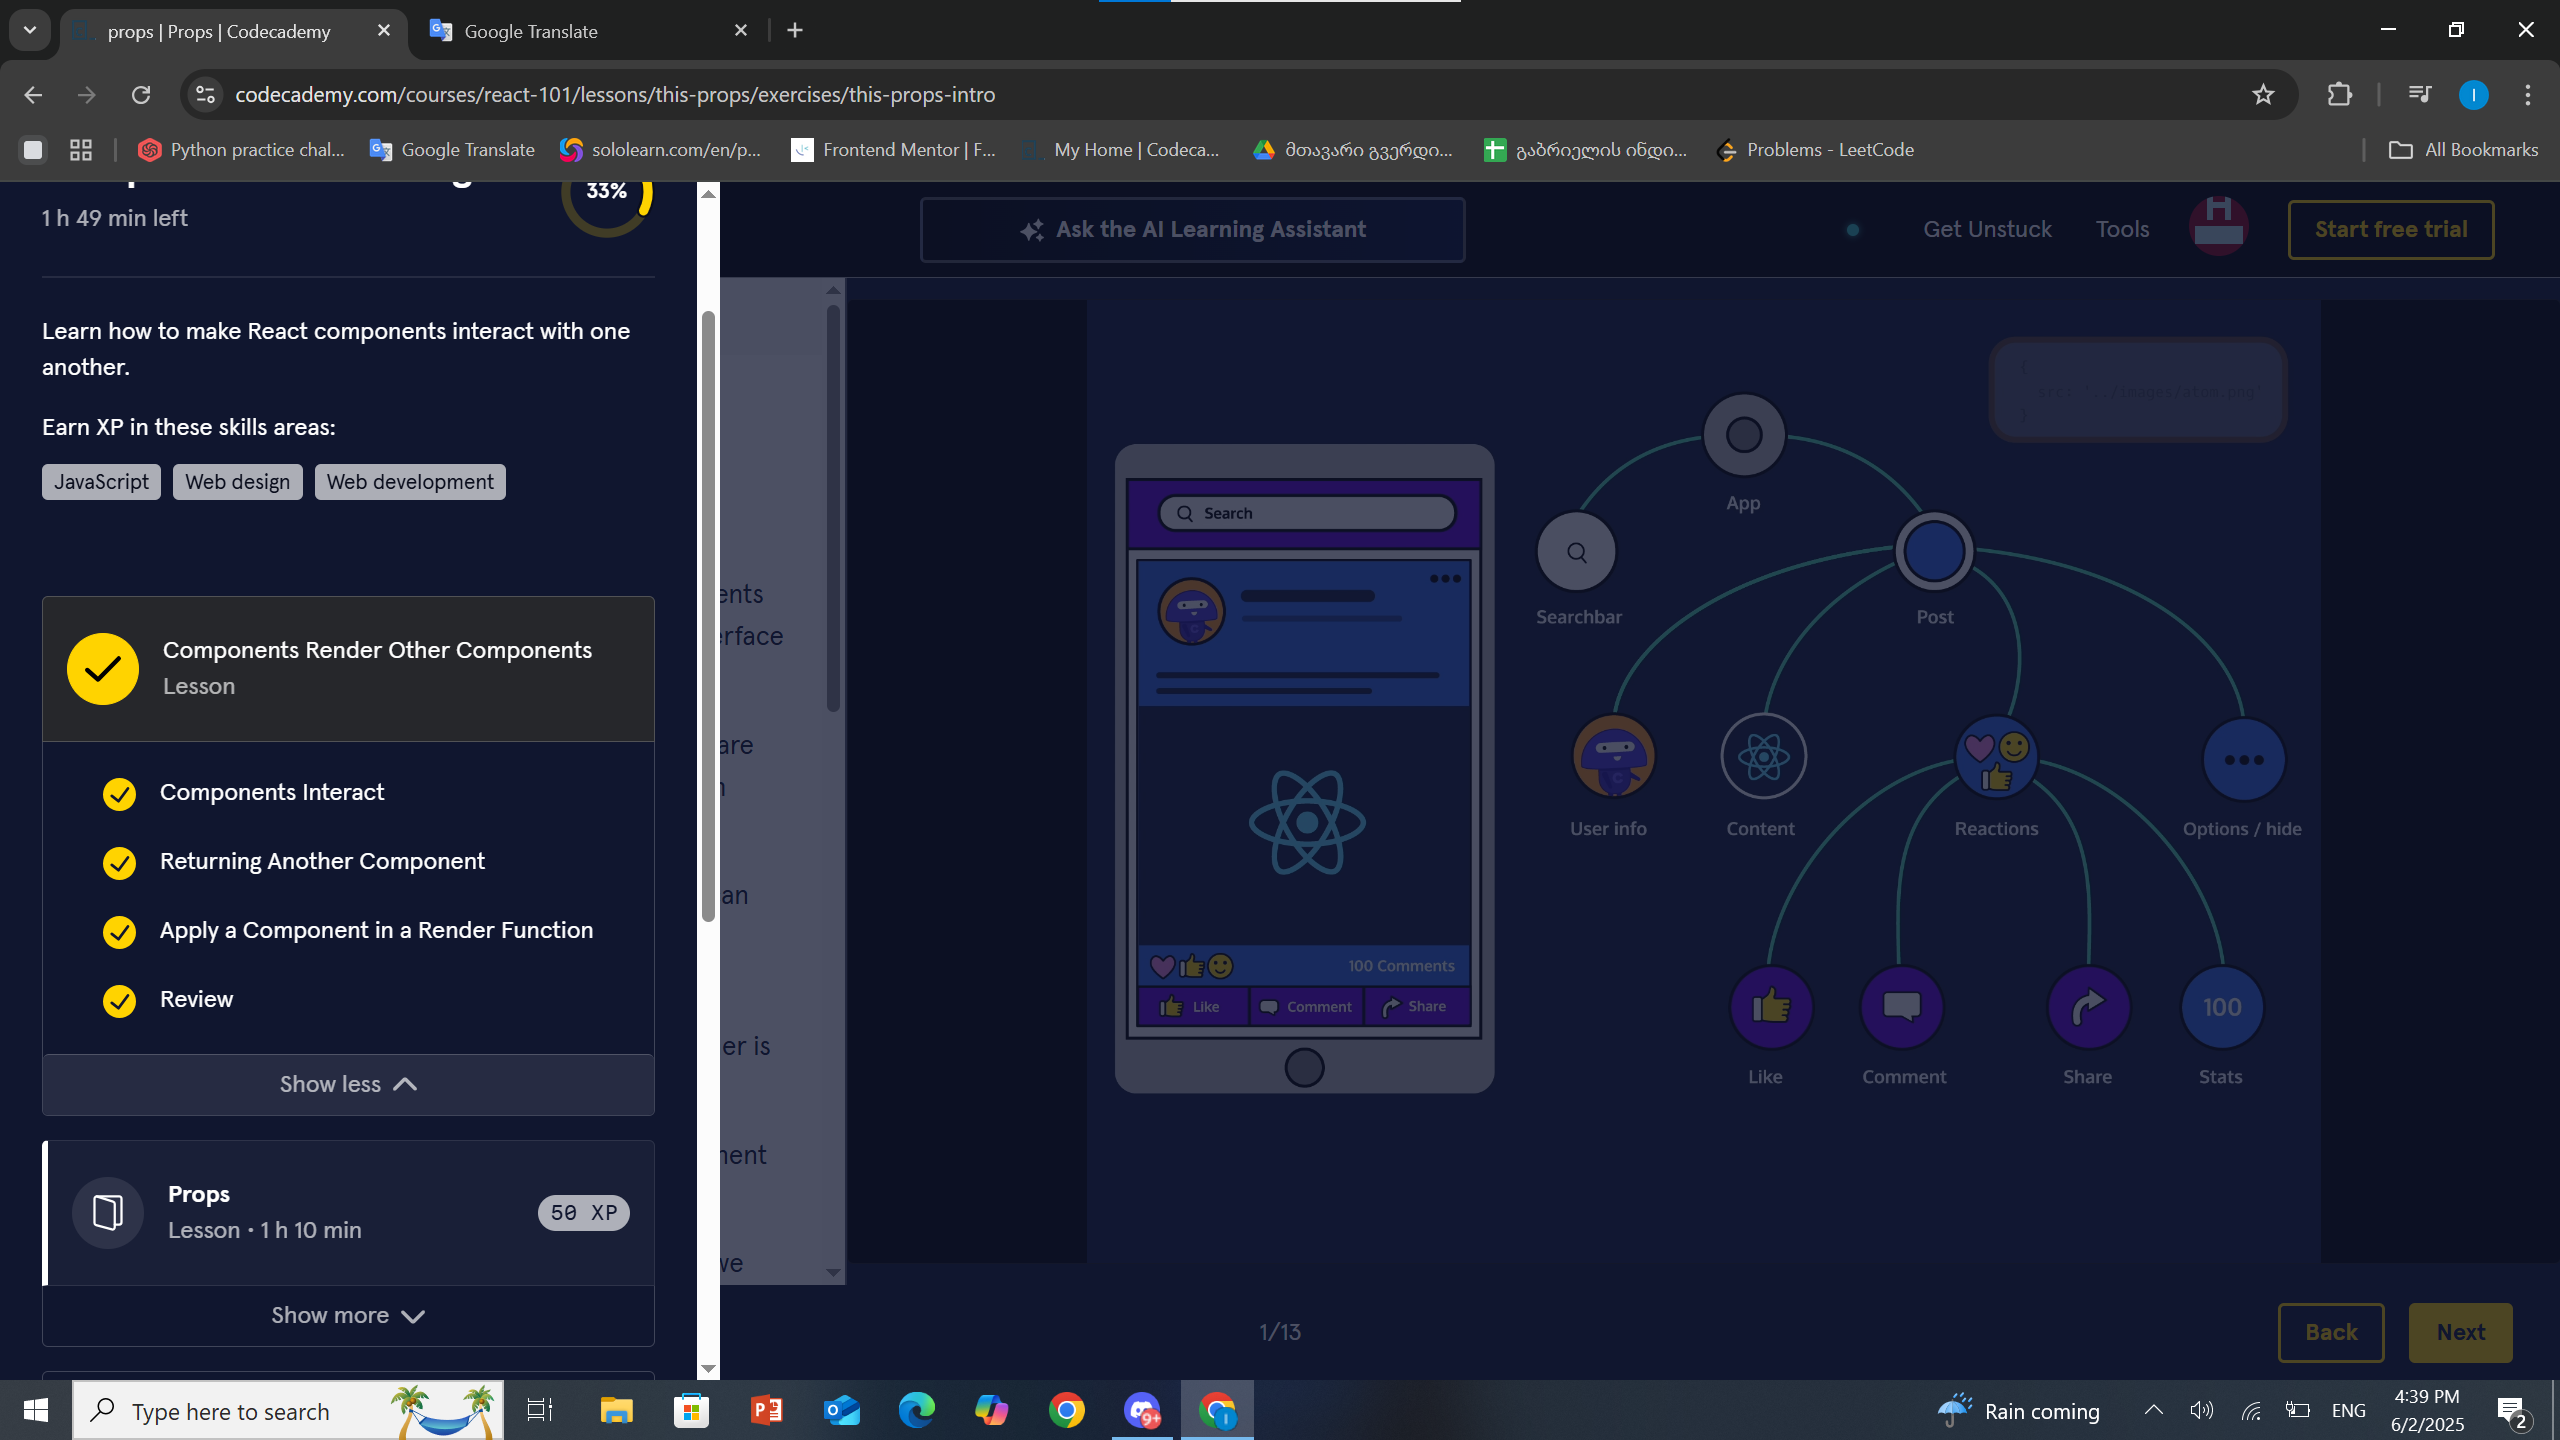 props | Props | Codecademy
Google Translate
codecademy.com/courses/react-101/lessons/this-props/exercises/this-props-intro
I
Python practice chal...
Google Translate
sololearn.com/en/p...
Frontend Mentor | F...
My Home | Codeca...
მთავარი გვერდი...
გაბრიელის ინდი...
Problems - LeetCode
All Bookmarks
33%
1 h 49 min left
Learn how to make React components interact with one
another.
Earn XP in these skills areas:
JavaScript
Web design
Web development
Components Render Other Components
Lesson
Components Interact
Returning Another Component
Apply a Component in a Render Function
Review
Show less
Props
Lesson • 1 h 10 min
50 XP
Show more
Ask the AI Learning Assistant
Get Unstuck
Tools
Start free trial
are
an
er is
Search
100 Comments
Like
Comment
Share
App
Searchbar
Post
User info
Content
Reactions
Options / hide
100
Like
Comment
Share
Stats
1/13
Back
Next
Type here to search
9+
Rain coming
ENG
4:39 PM
6/2/2025
2